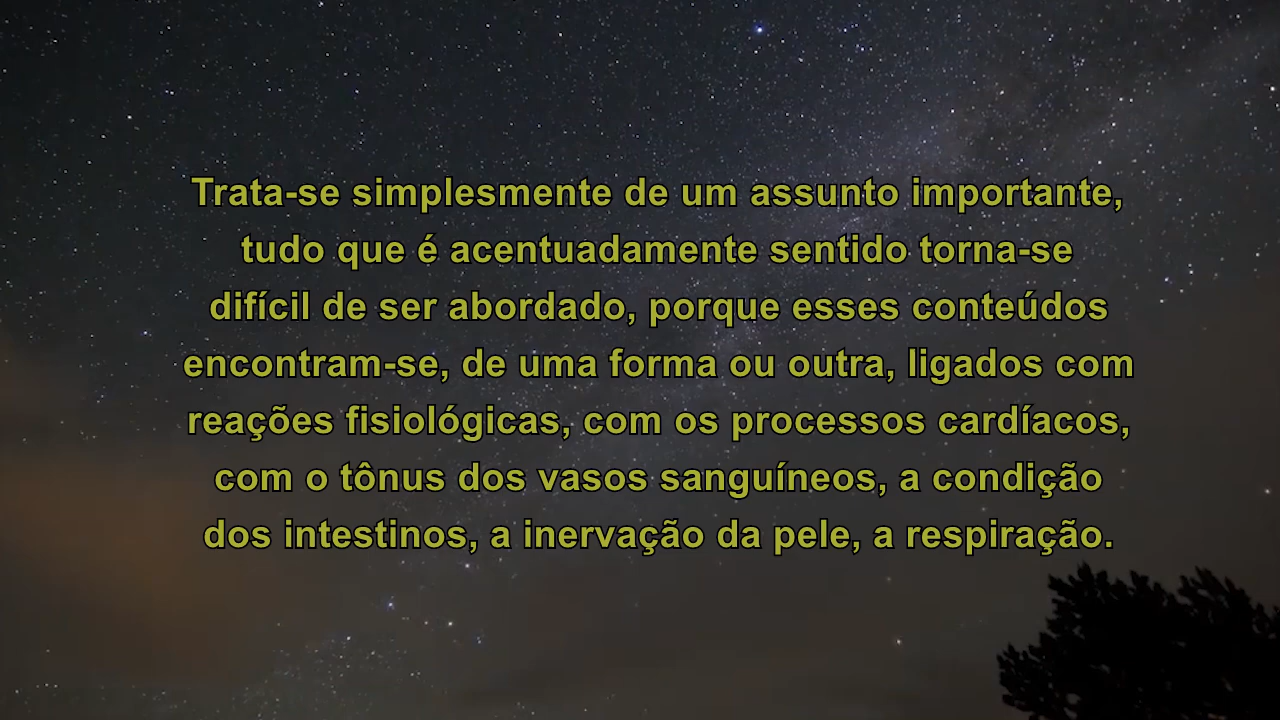 Trata-se simplesmente de um assunto importante,
tudo que é acentuadamente sentido torna-se
difícil de ser abordado, porque esses conteúdos
encontram-se, de uma forma ou outra, ligados com
reações fisiológicas, com os processos cardíacos,
com o tônus dos vasos sanguíneos, a condição
dos intestinos, a inervação da pele, a respiração.